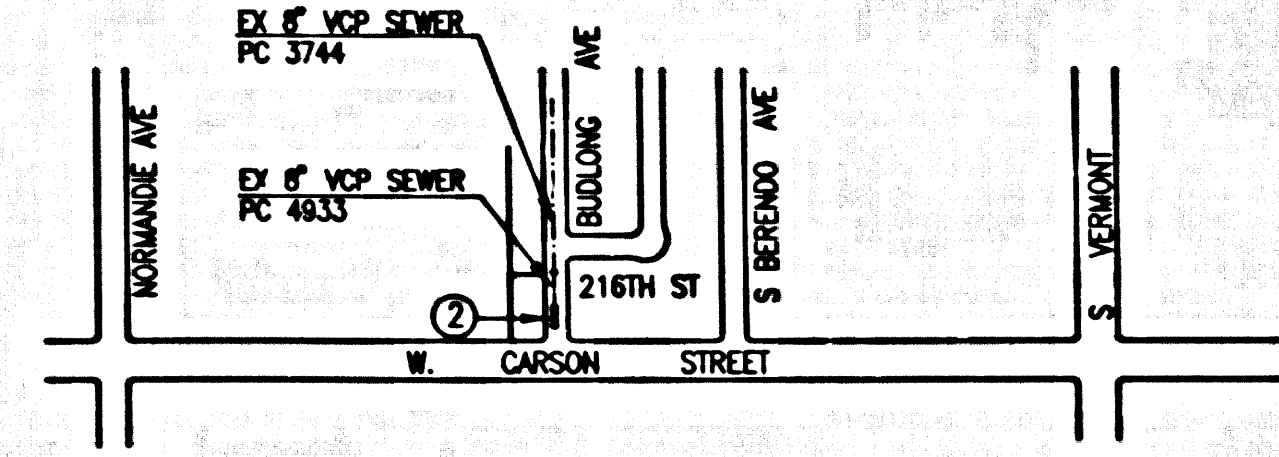 EX 8" VCP SEWER
PC 3744
EX 8" VCP SEWER
PC 4933
NORMANDIE AVE
BUDLONG AVE
S BERENDO AVE
S VERMONT
216TH ST
2
W. CARSON STREET